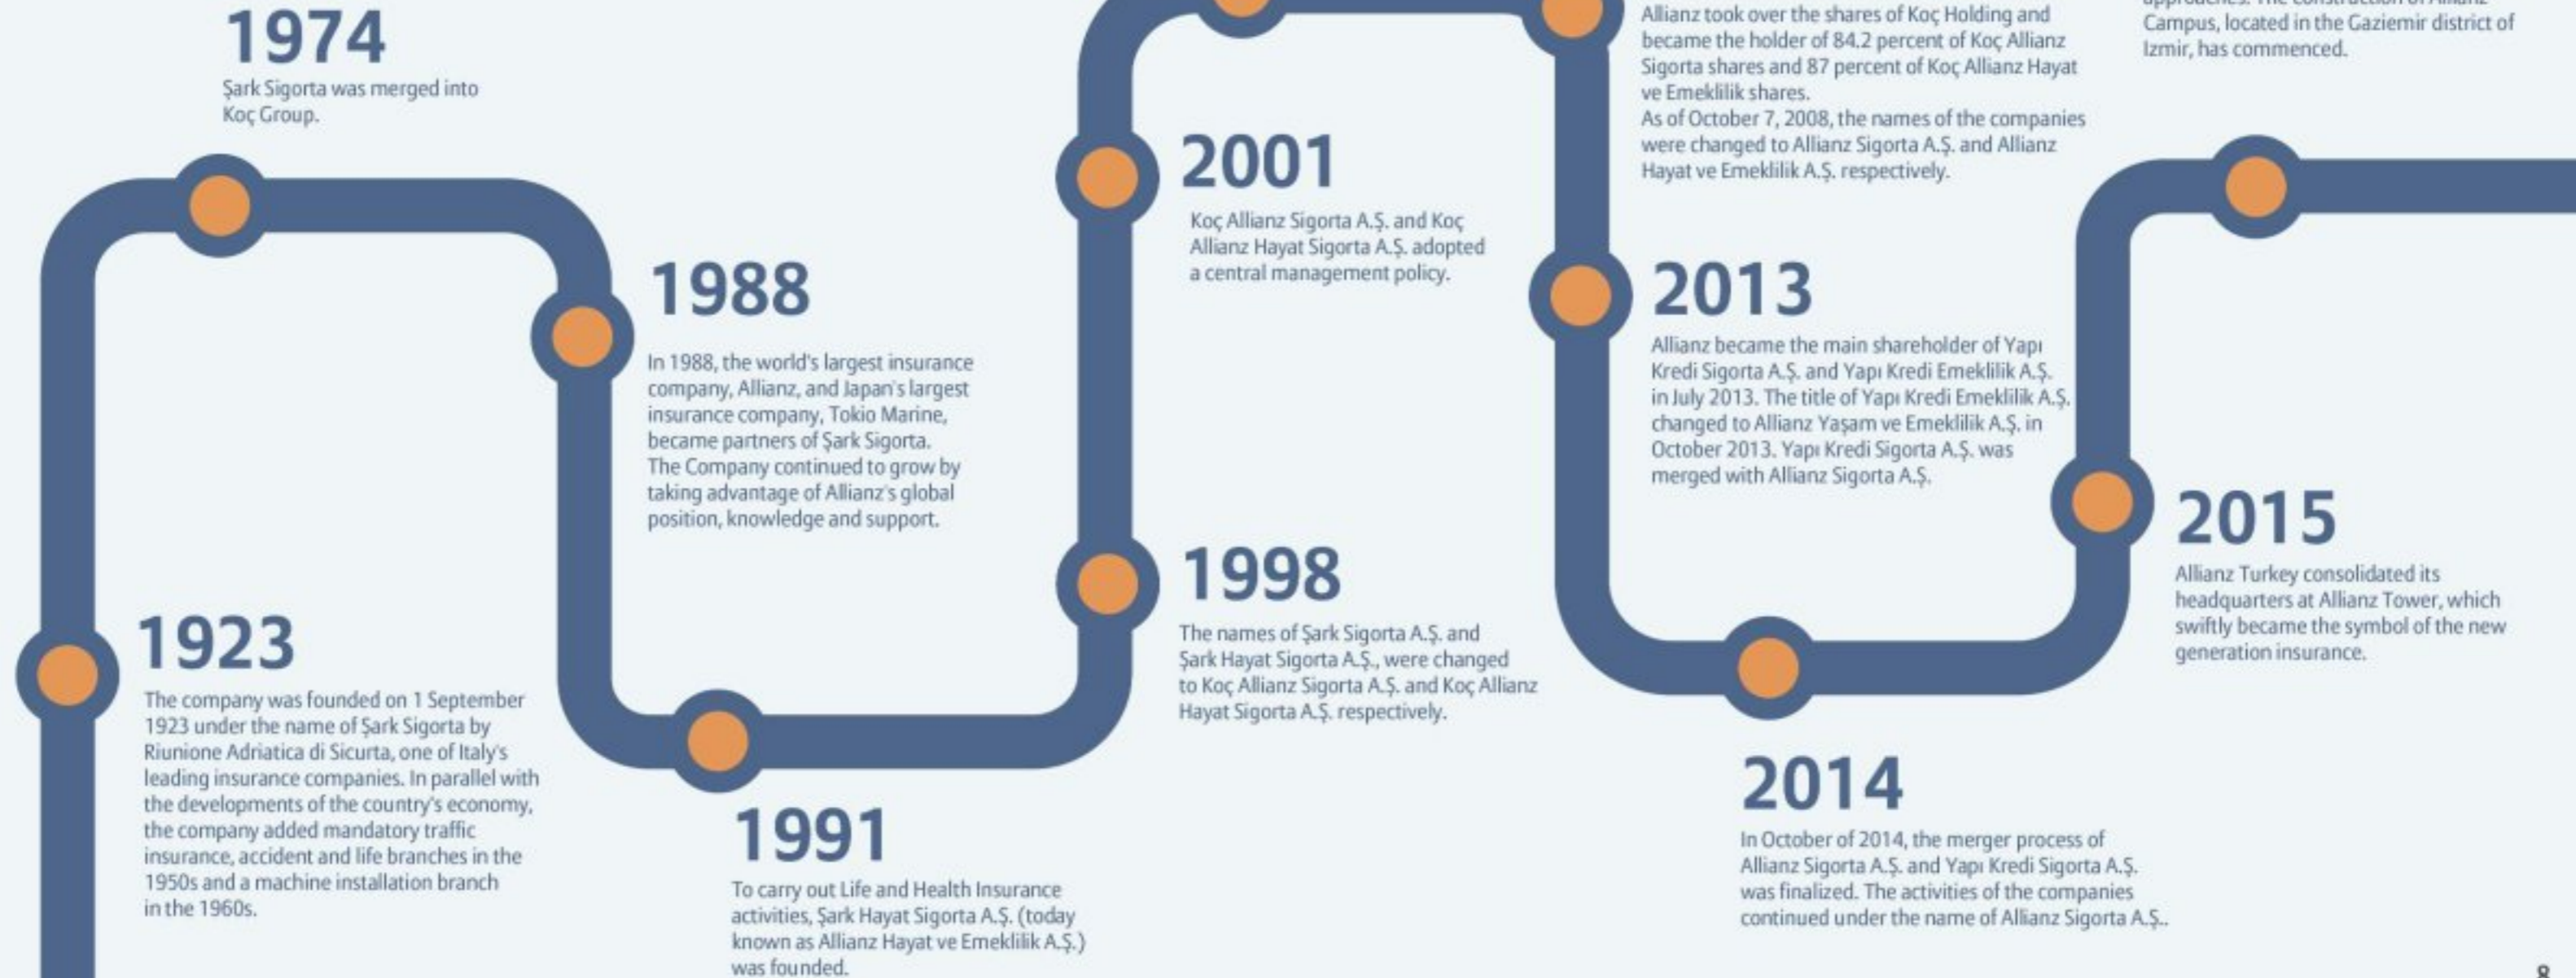 1974
Şark Sigorta was merged into
Koç Group.
1923
The company was founded on 1 September
1923 under the name of Şark Sigorta by
Riunione Adriatica di Sicurta, one of Italy's
leading insurance companies. In parallel with
the developments of the country's economy,
the company added mandatory traffic
insurance, accident and life branches in the
1950s and a machine installation branch
in the 1960s.
1988
In 1988, the world's largest insurance
company, Allianz, and Japan's largest
insurance company, Tokio Marine,
became partners of Şark Sigorta.
The Company continued to grow by
taking advantage of Allianz's global
position, knowledge and support.
1991
To carry out Life and Health Insurance
activities, Şark Hayat Sigorta A.Ş. (today
known as Allianz Hayat ve Emeklilik A.Ş.)
was founded.
2001
Koç Allianz Sigorta A.Ş. and Koç
Allianz Hayat Sigorta A.Ş. adopted
a central management policy.
1998
The names of Şark Sigorta A.Ş. and
Şark Hayat Sigorta A.Ş., were changed
to Koç Allianz Sigorta A.Ş. and Koç Allianz
Hayat Sigorta A.Ş. respectively.
Allianz took over the shares of Koç Holding and
became the holder of 84.2 percent of Koç Allianz
Sigorta shares and 87 percent of Koç Allianz Hayat
ve Emeklilik shares.
As of October 7, 2008, the names of the companies
were changed to Allianz Sigorta A.Ş. and Allianz
Hayat ve Emeklilik A.Ş. respectively.
2013
Allianz became the main shareholder of Yapı
Kredi Sigorta A.Ş. and Yapı Kredi Emeklilik A.Ş.
in July 2013. The title of Yapı Kredi Emeklilik A.Ş.
changed to Allianz Yaşam ve Emeklilik A.Ş. in
October 2013. Yapı Kredi Sigorta A.Ş. was
merged with Allianz Sigorta A.Ş.
2014
In October of 2014, the merger process of
Allianz Sigorta A.Ş. and Yapı Kredi Sigorta A.Ş.
was finalized. The activities of the companies
continued under the name of Allianz Sigorta A.Ş..
Campus, located in the Gaziemir district of
Izmir, has commenced.
2015
Allianz Turkey consolidated its
headquarters at Allianz Tower, which
swiftly became the symbol of the new
generation insurance.